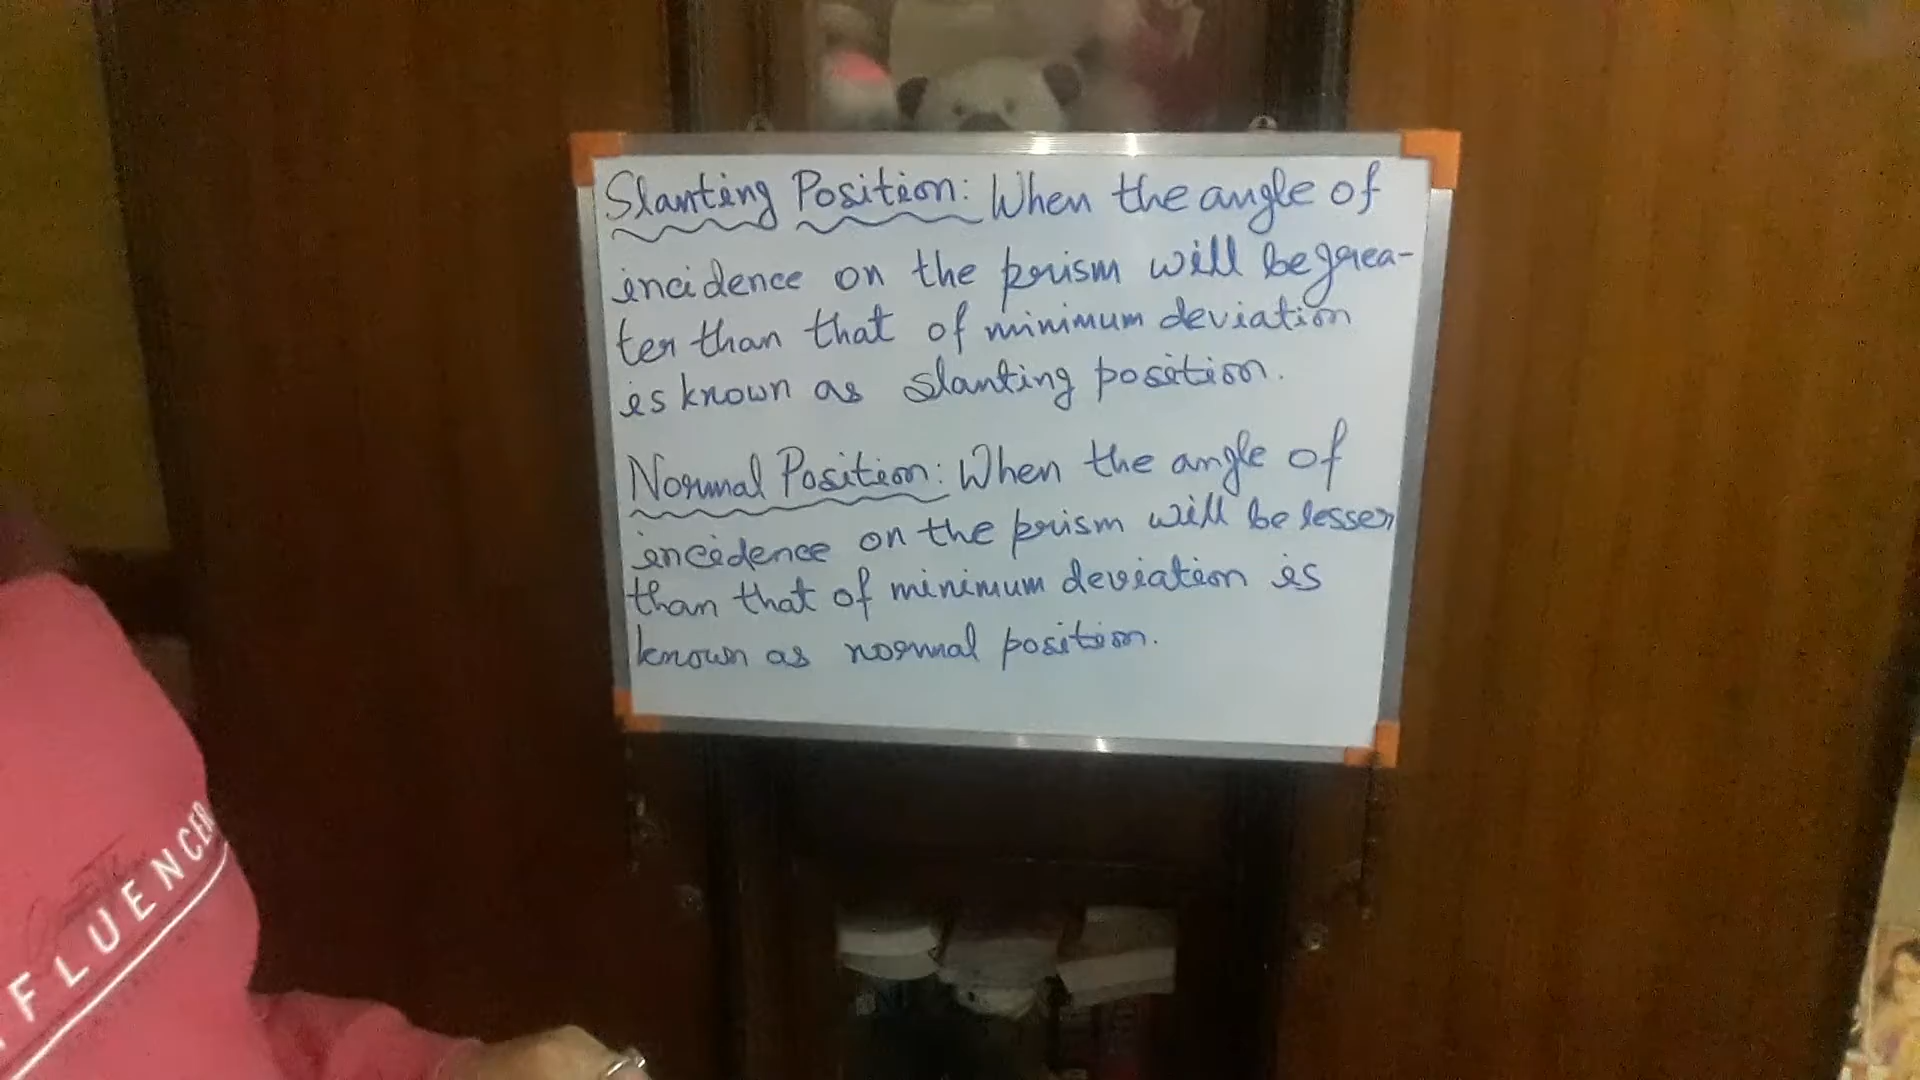 Slanting Position: When the angle of
incidence on the prism will be grea-
ter than that of minimum deviation
is known as slanting position.
Normal Position: When the angle of
incidence on the prism will be lesser
than that of minimum deviation is
known as normal position.
FLUENCER